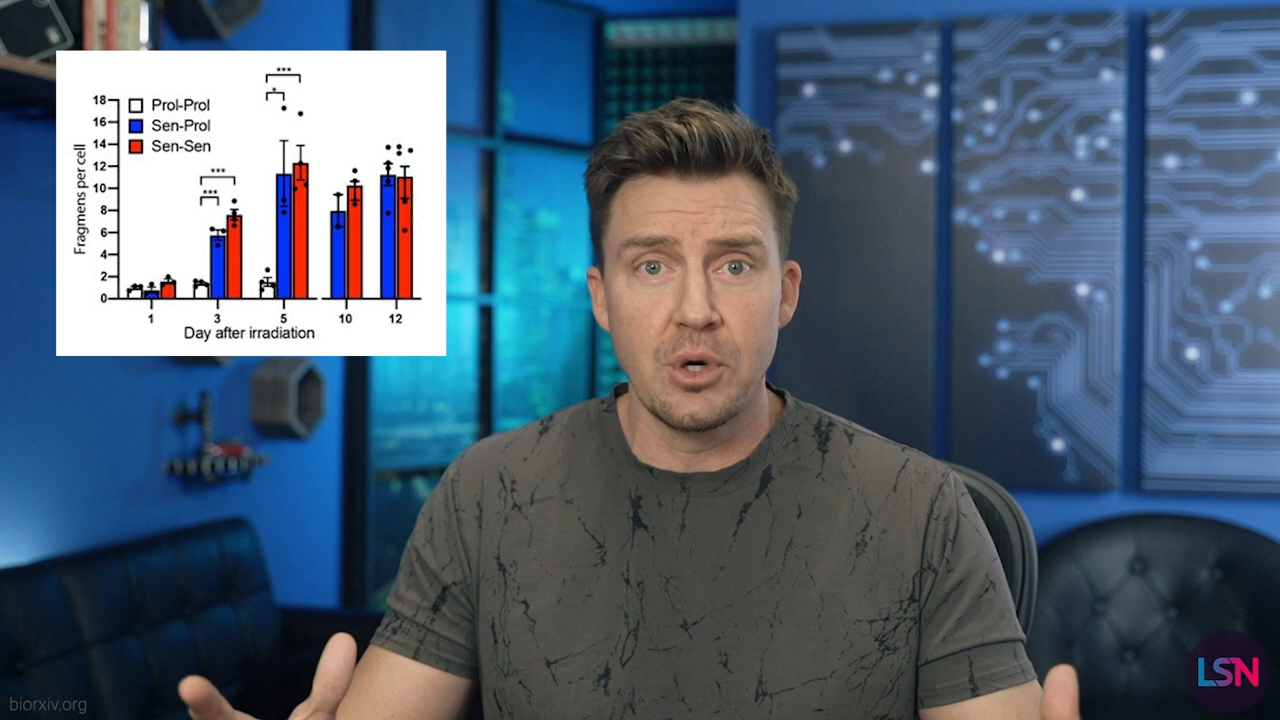 ***
*
18
16
14
12
10
8
6
4
2
0
Prol-Prol
Sen-Prol
Sen-Sen
***
***
Fragmens per cell
1 3 5 10 12
Day after irradiation
LSN
biorxiv.org